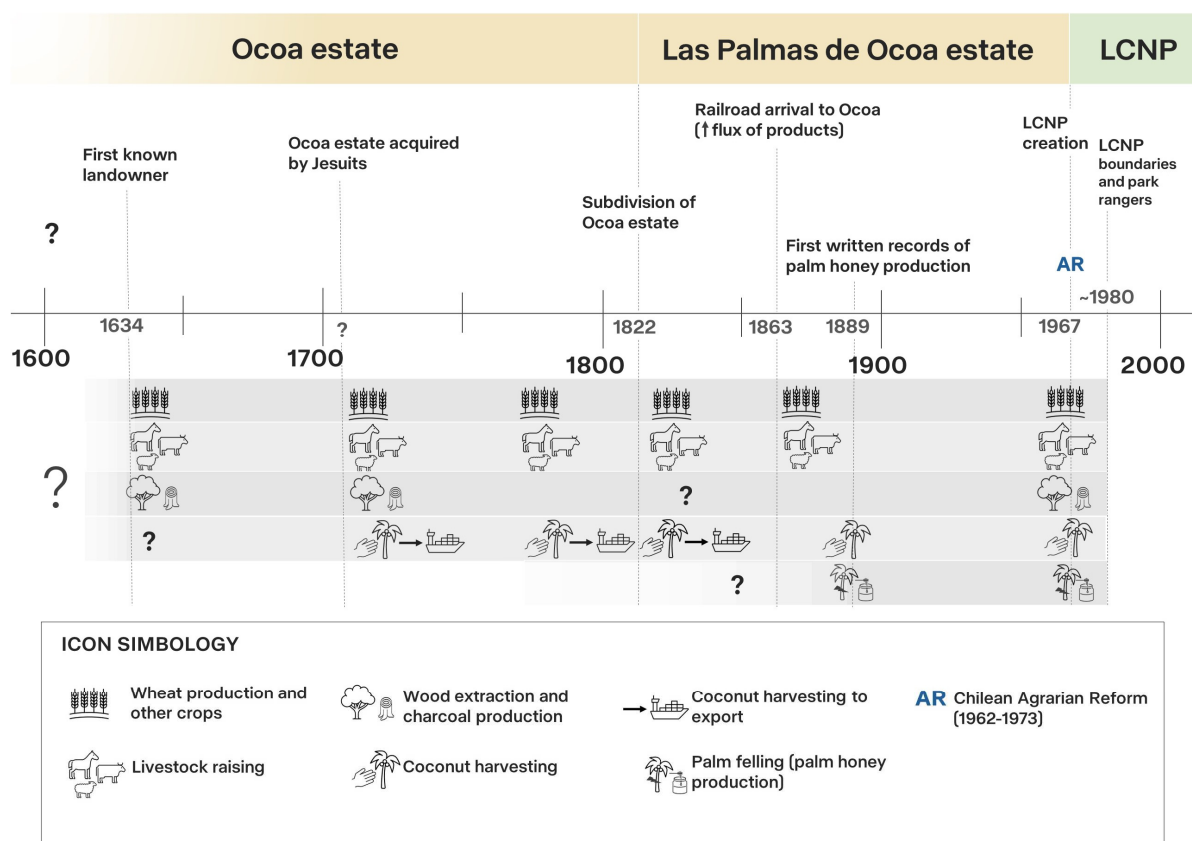 Ocoa estate
Las Palmas de Ocoa estate
LCNP
First known
landowner
Ocoa estate acquired
by Jesuits
Subdivision of
Ocoa estate
Railroad arrival to Ocoa
(↑ flux of products)
First written records of
palm honey production
LCNP
creation
LCNP
boundaries
and park
rangers
?
AR
~1980
1634
?
1822
1863
1889
1967
1600
1700
1800
1900
2000
?
?
?
?
ICON SIMBOLOGY
Wheat production and
other crops
Wood extraction and
charcoal production
Coconut harvesting to
export
AR Chilean Agrarian Reform
(1962-1973)
Livestock raising
Coconut harvesting
Palm felling (palm honey
production)